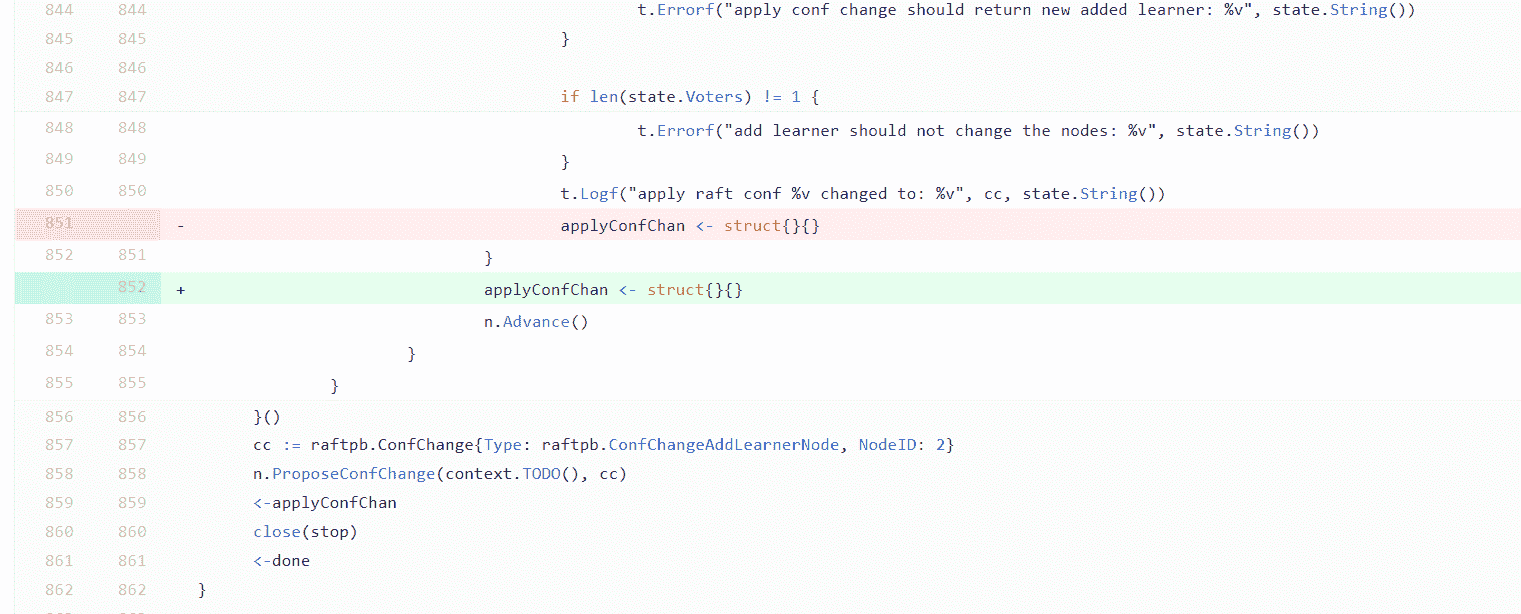 844 844 t.Errorf("apply conf change should return new added learner: %v", state.String())
845 845 }
846 846
847 847 if len(state.Voters) != 1 {
848 848 t.Errorf("add learner should not change the nodes: %v", state.String())
849 849 }
850 850 t.Logf("apply raft conf %v changed to: %v", cc, state.String())
851 - applyConfChan <- struct{}{}
852 851 }
852 + applyConfChan <- struct{}{}
853 853 n.Advance()
854 854 }
855 855 }
856 856 }()
857 857 cc := raftpb.ConfChange{Type: raftpb.ConfChangeAddLearnerNode, NodeID: 2}
858 858 n.ProposeConfChange(context.TODO(), cc)
859 859 <-applyConfChan
860 860 close(stop)
861 861 <-done
862 862 }